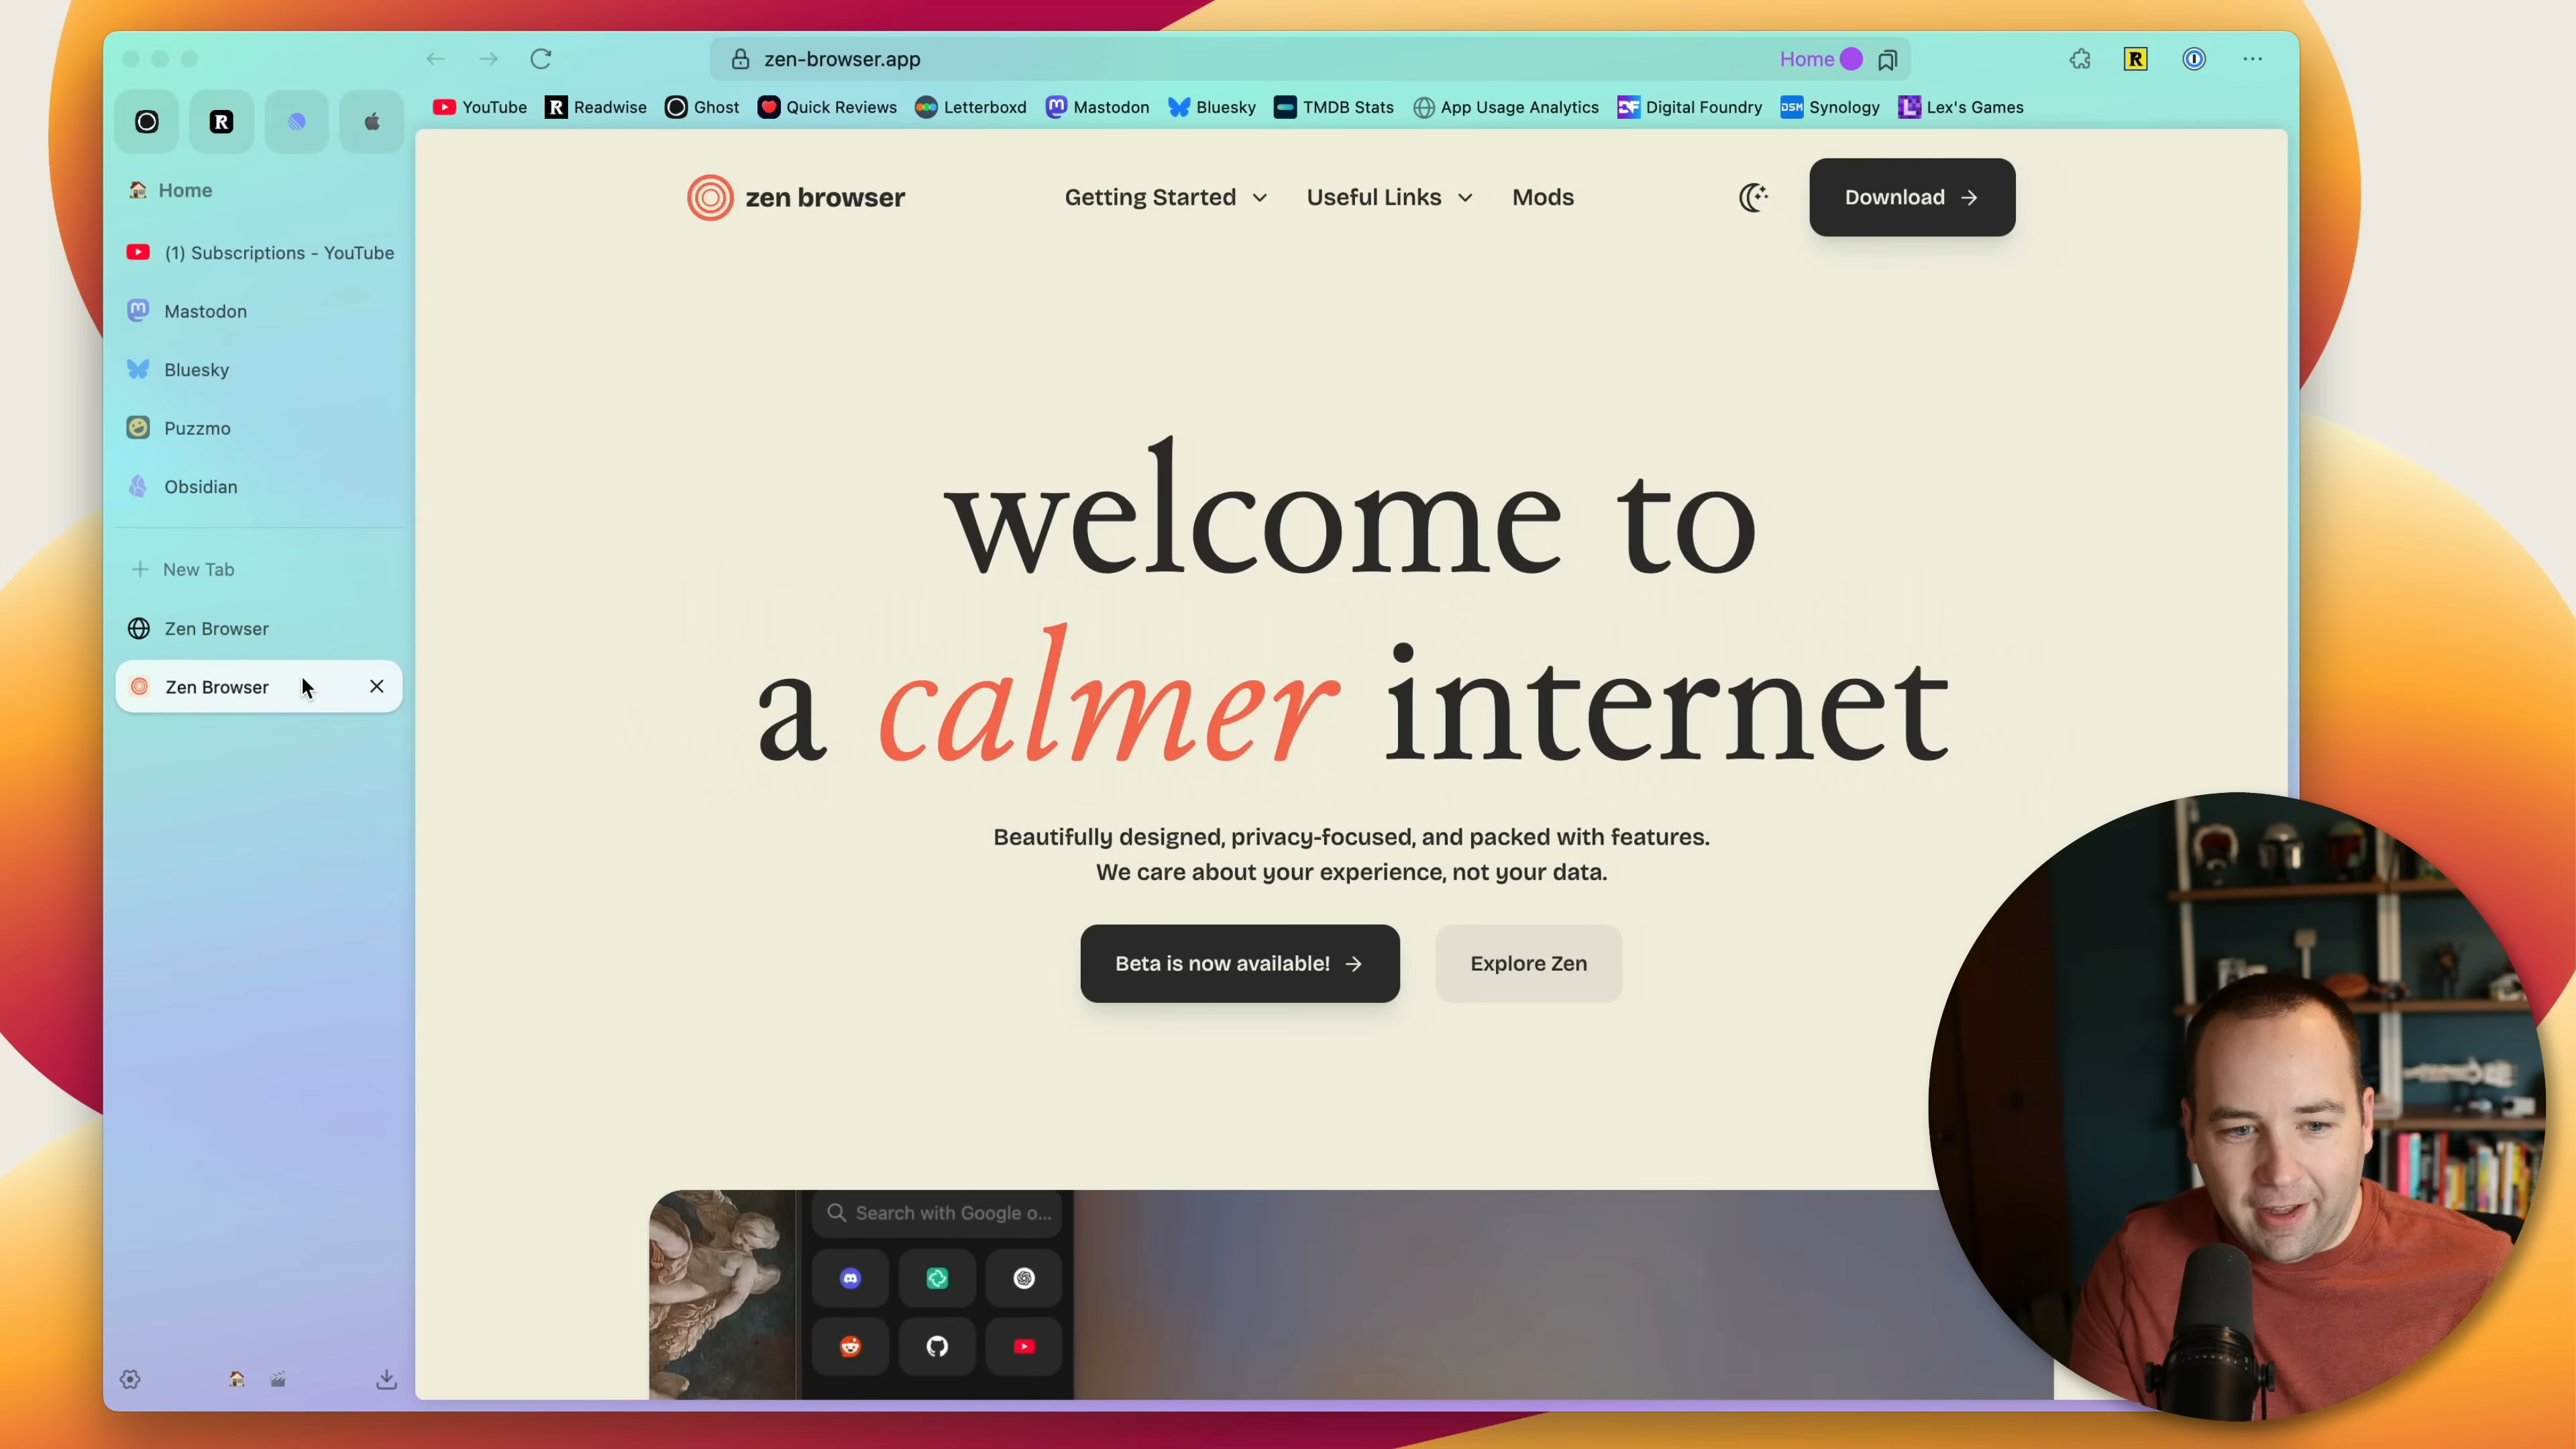 zen-browser.app
Home
YouTube
Readwise
Ghost
Quick Reviews
Letterboxd
Mastodon
Bluesky
TMDB Stats
App Usage Analytics
Digital Foundry
DSM
Synology
Lex's Games
Home
(1) Subscriptions - YouTube
Mastodon
Bluesky
Puzzmo
Obsidian
New Tab
Zen Browser
Zen Browser
zen browser
Getting Started
Useful Links
Mods
Download
welcome to
a calmer internet
Beautifully designed, privacy-focused, and packed with features.
We care about your experience, not your data.
Beta is now available!
Explore Zen
Search with Google o...